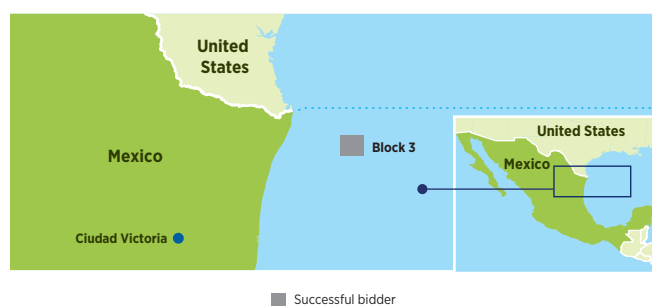 United
States
Mexico
Block 3
Ciudad Victoria
United States
Mexico
Successful bidder